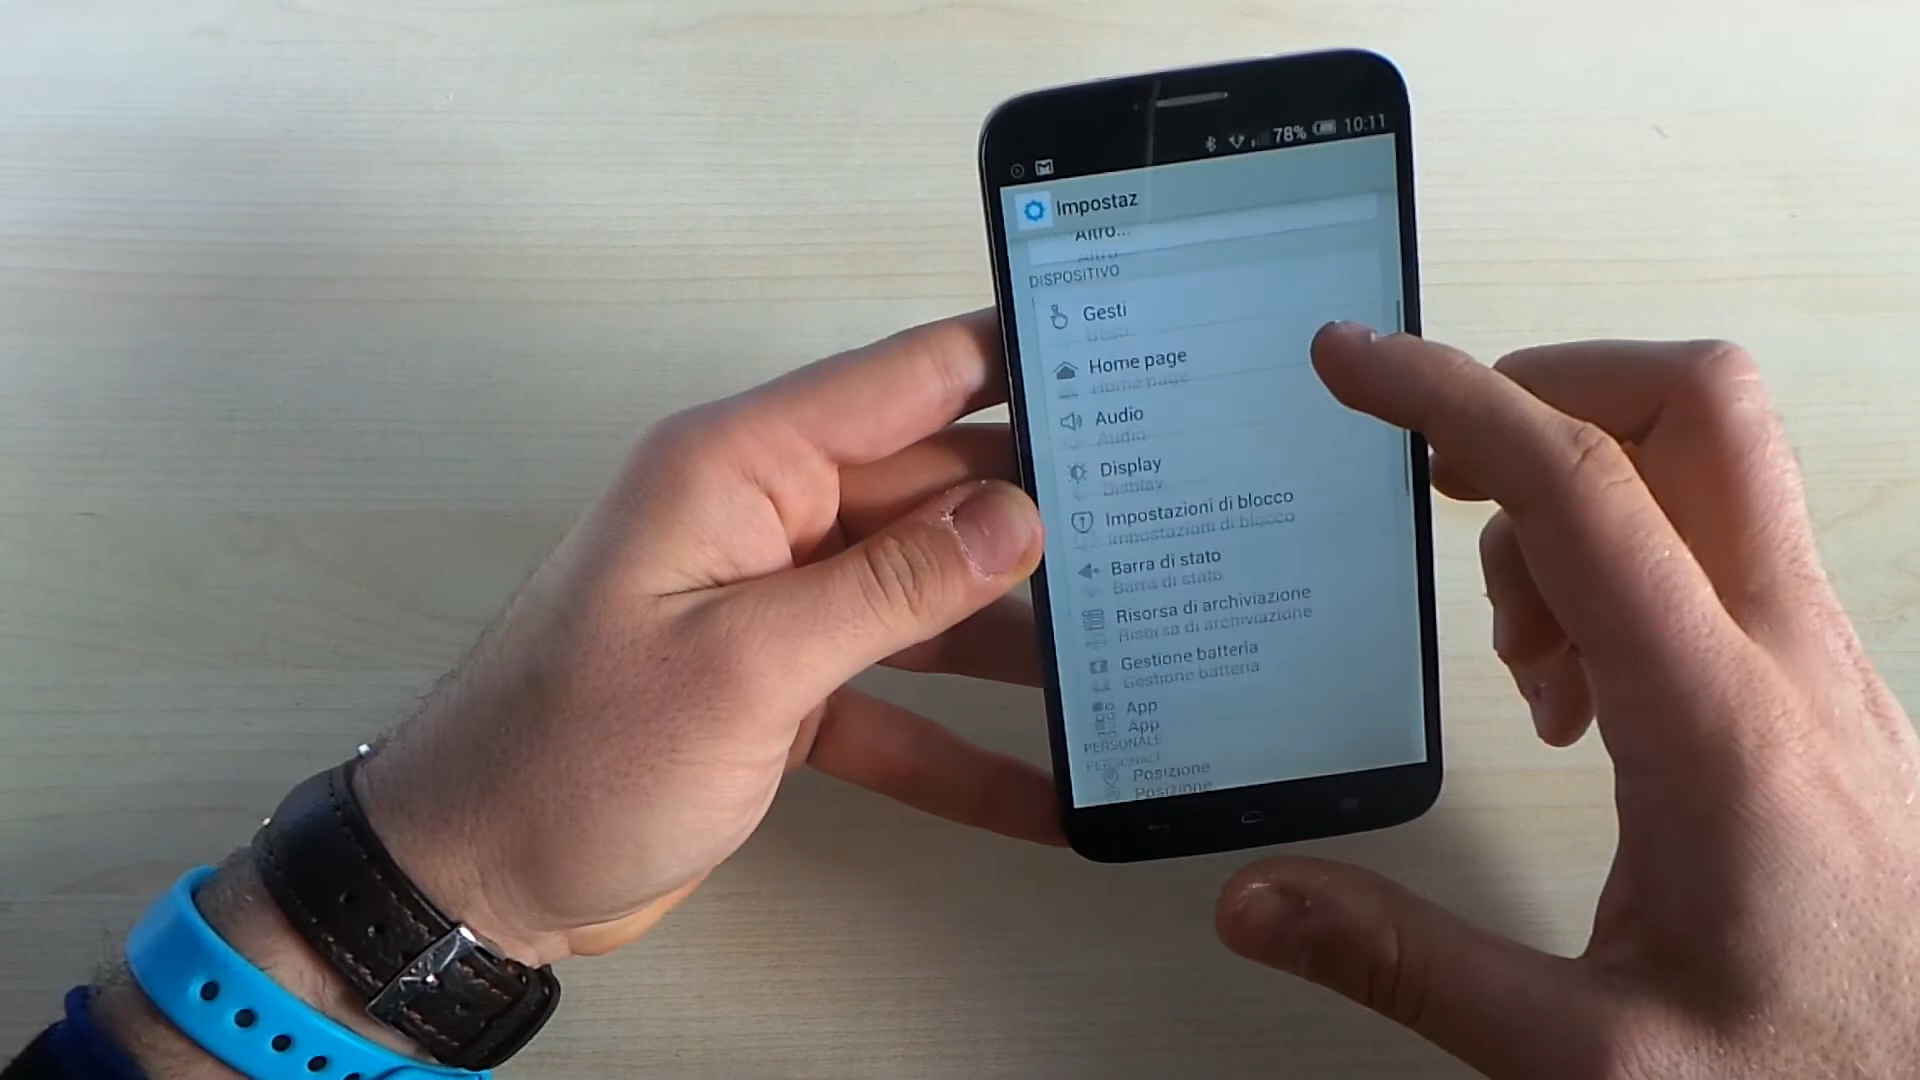 78% 10:11
Impostaz
Altro...
DISPOSITIVO
Gesti
Home page
Audio
Display
Impostazioni di blocco
Barra di stato
Risorsa di archiviazione
Gestione batteria
App
PERSONALE
Posizione